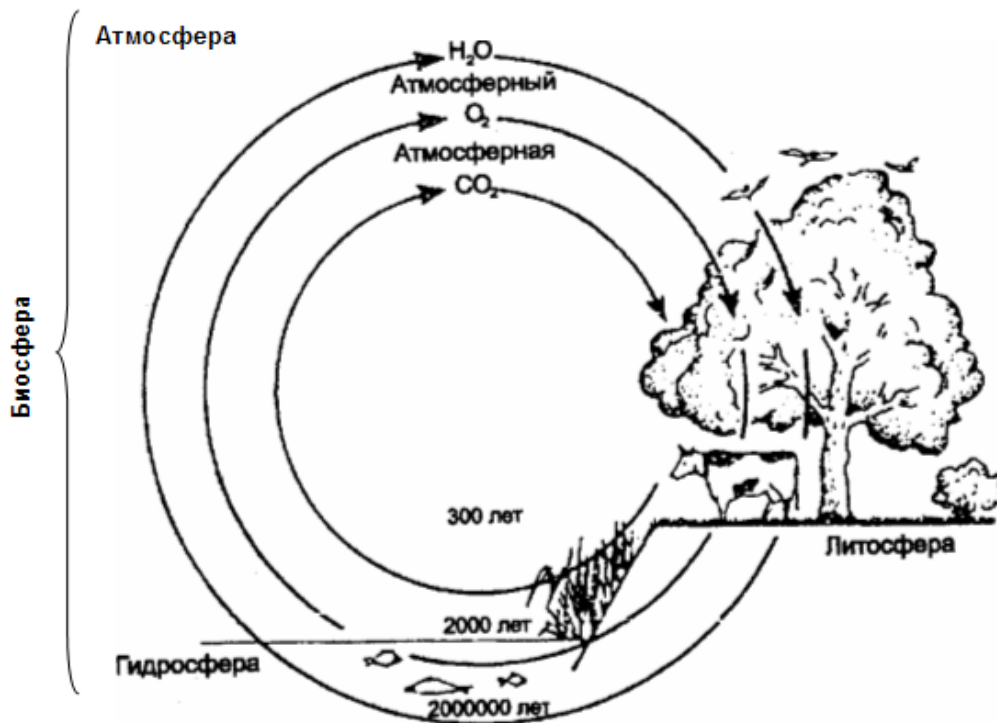 Атмосфера
H₂O
Атмосферный
O₂
Атмосферная
CO₂
Биосфера
300 лет
Литосфера
2000 лет
Гидросфера
2000000 лет